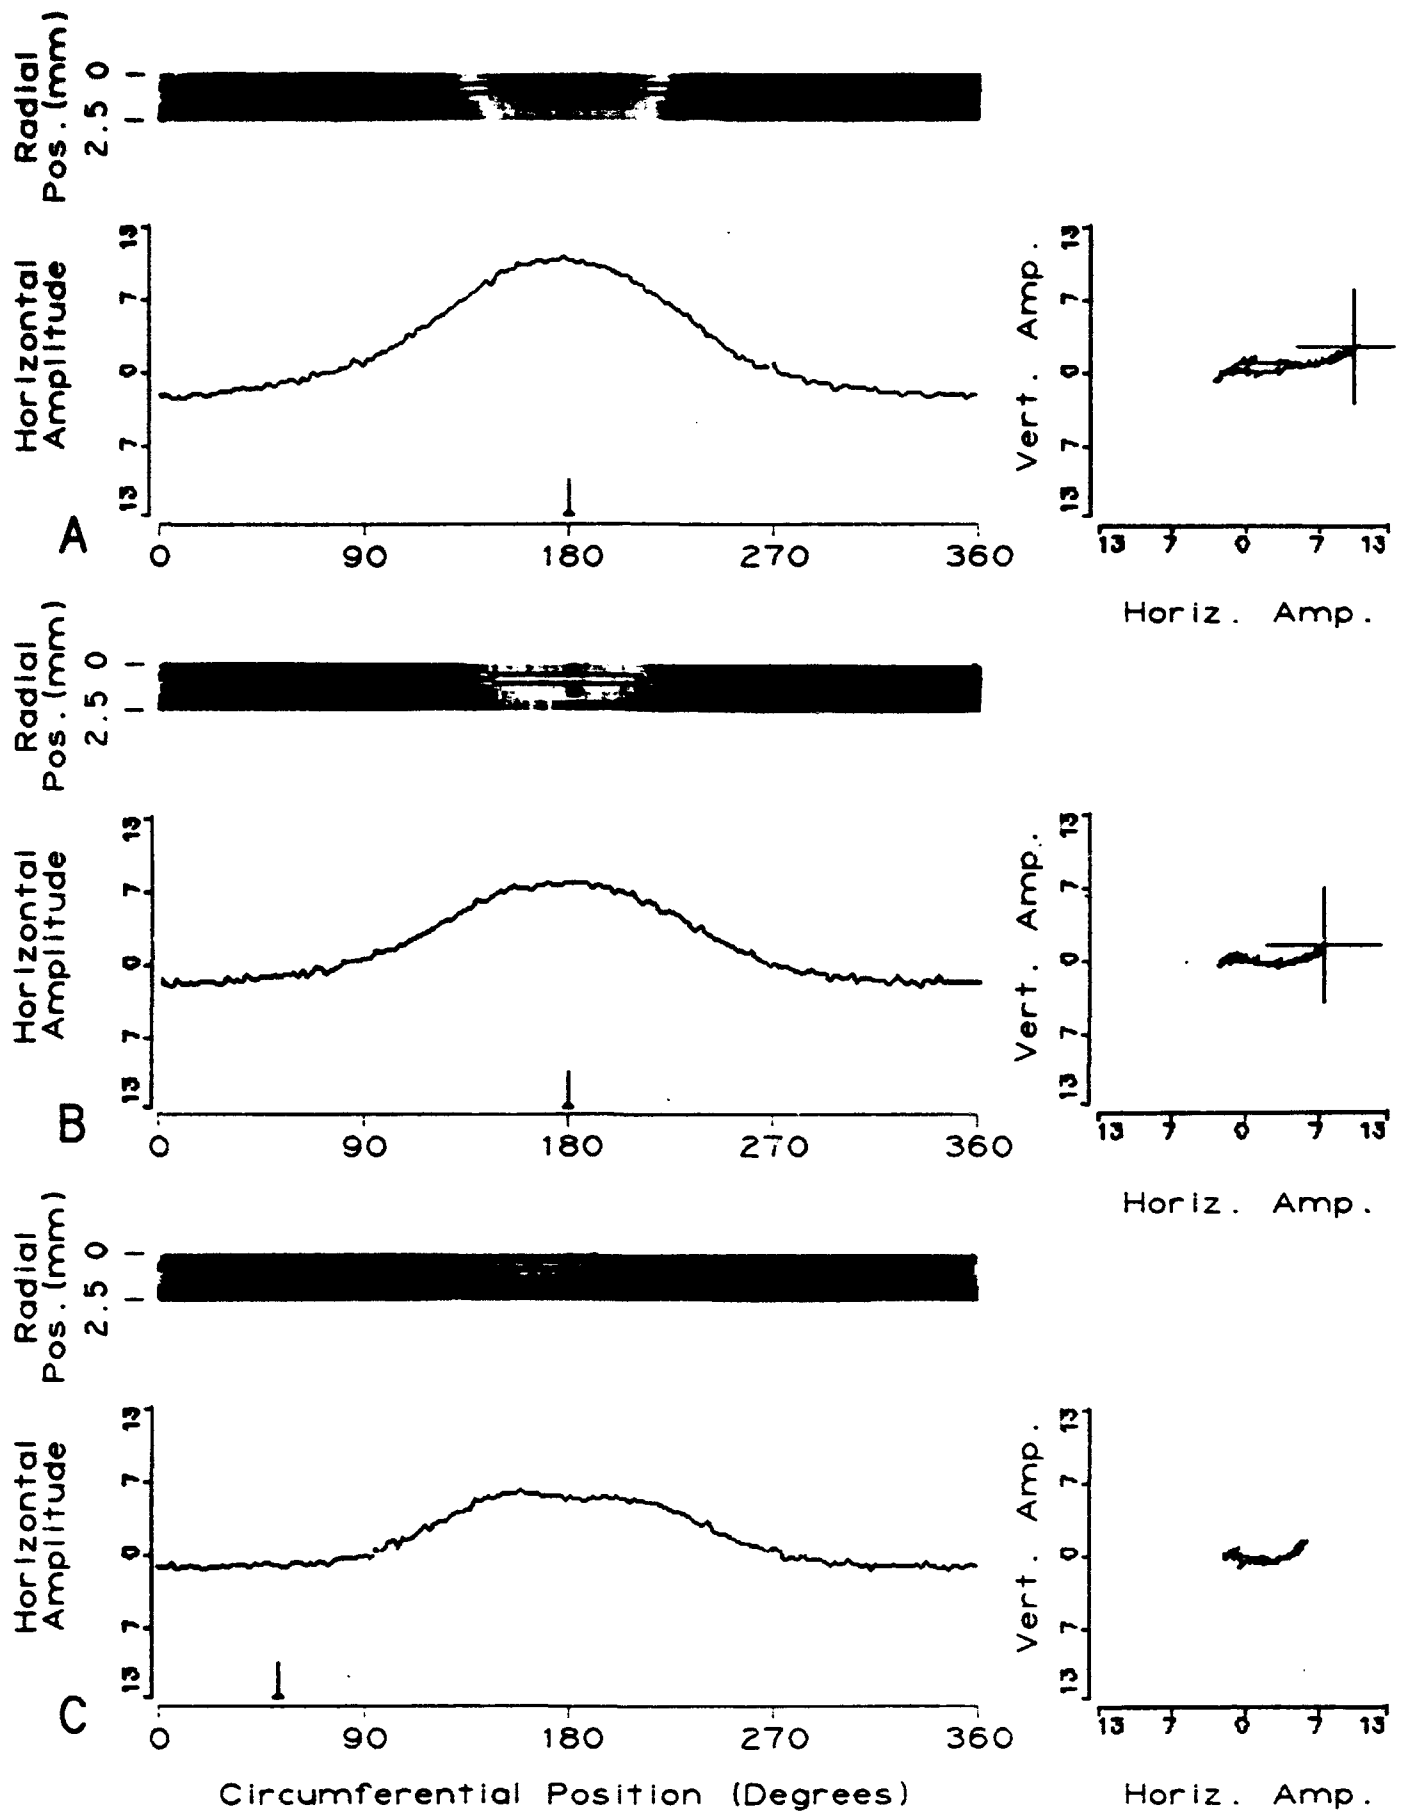 Radial
Pos. (mm)
0
2.5
Horizontal
Amplitude
13
7
0
7
13
A
0 90 180 270 360
Vert. Amp.
13
7
0
7
13
13 7 0 7 13
Horiz. Amp.
Radial
Pos. (mm)
0
2.5
Horizontal
Amplitude
13
7
0
7
13
B
0 90 180 270 360
Vert. Amp.
13
7
0
7
13
13 7 0 7 13
Horiz. Amp.
Radial
Pos. (mm)
0
2.5
Horizontal
Amplitude
13
7
0
7
13
C
0 90 180 270 360
Circumferential Position (Degrees)
Vert. Amp.
13
7
0
7
13
13 7 0 7 13
Horiz. Amp.